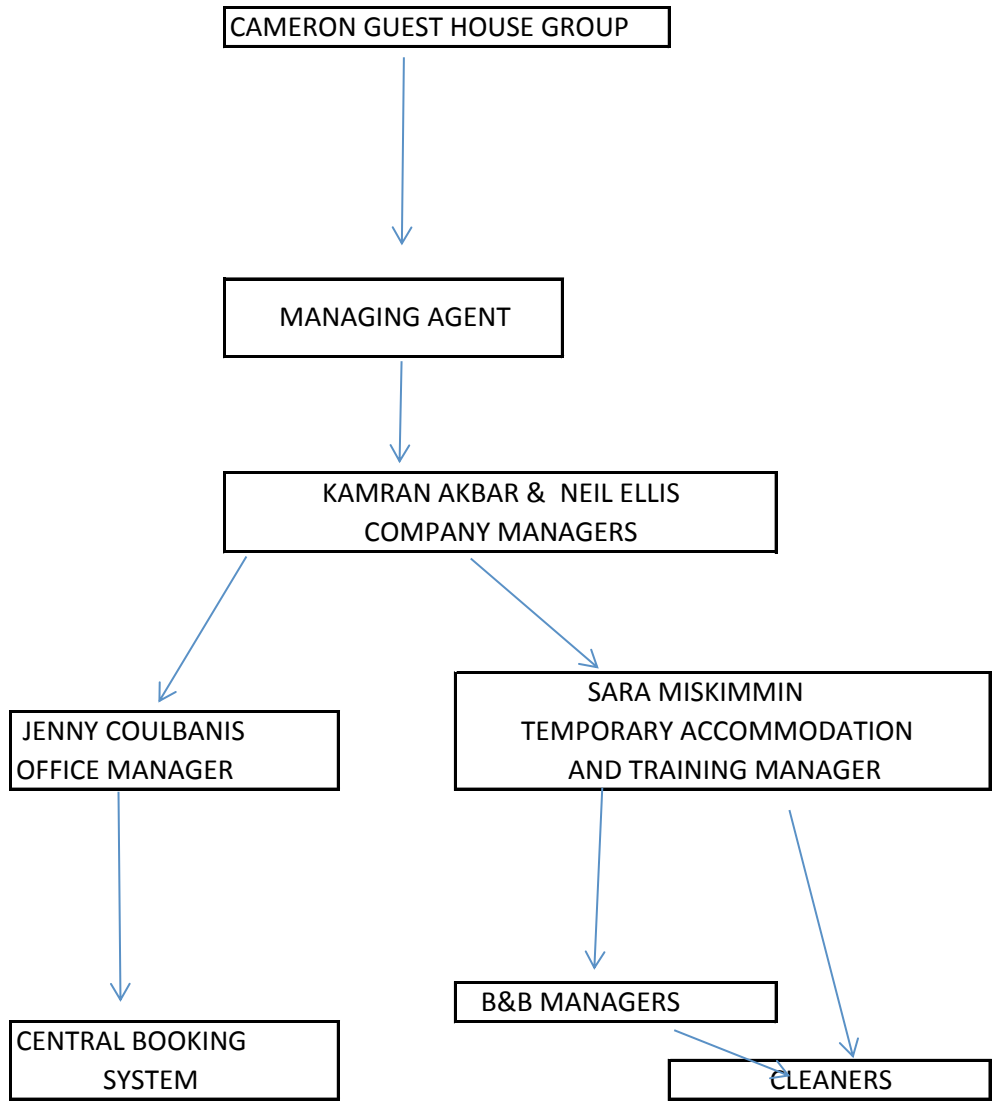 CAMERON GUEST HOUSE GROUP
MANAGING AGENT
KAMRAN AKBAR & NEIL ELLIS
COMPANY MANAGERS
JENNY COULBANIS
OFFICE MANAGER
SARA MISKIMMIN
TEMPORARY ACCOMMODATION
AND TRAINING MANAGER
CENTRAL BOOKING
SYSTEM
B&B MANAGERS
CLEANERS